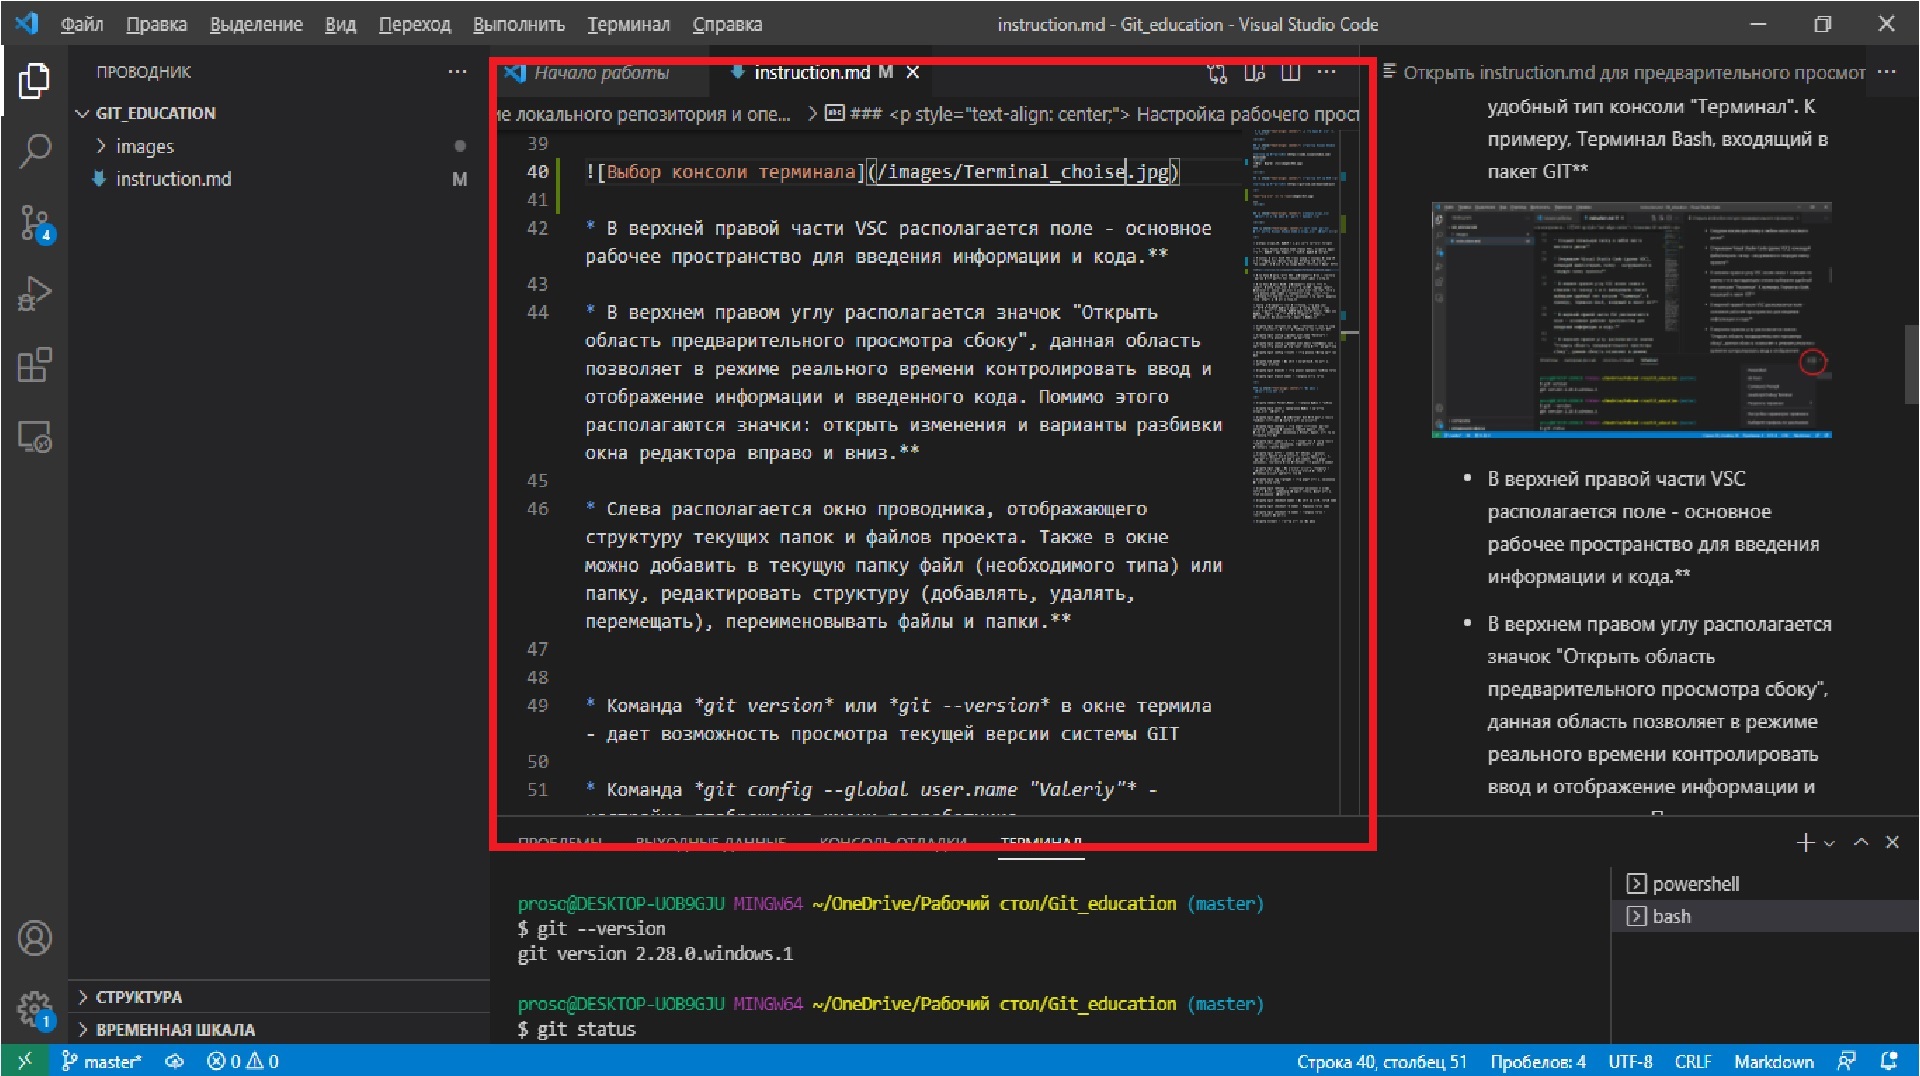 Файл Правка Выделение Вид Переход Выполнить Терминал Справка
instruction.md - Git_education - Visual Studio Code
ПРОВОДНИК
GIT_EDUCATION
images
instruction.md M
4
Начало работы
instruction.md M
ие локального репозитория и опе... > ### <p style="text-align: center;"> Настройка рабочего прост
39
40 ![Выбор консоли терминала](/images/Terminal_choise.jpg)
41
42 * В верхней правой части VSC располагается поле - основное
рабочее пространство для введения информации и кода.**
43
44 * В верхнем правом углу располагается значок "Открыть
область предварительного просмотра сбоку", данная область
позволяет в режиме реального времени контролировать ввод и
отображение информации и введенного кода. Помимо этого
располагаются значки: открыть изменения и варианты разбивки
окна редактора вправо и вниз.**
45
46 * Слева располагается окно проводника, отображающего
структуру текущих папок и файлов проекта. Также в окне
можно добавить в текущую папку файл (необходимого типа) или
папку, редактировать структуру (добавлять, удалять,
перемещать), переименовывать файлы и папки.**
47
48
49 * Команда *git version* или *git --version* в окне термила
- дает возможность просмотра текущей версии системы GIT
50
51 * Команда *git config --global user.name "Valeriy"* -
Открыть instruction.md для предварительного просмот
удобный тип консоли "Терминал". К
примеру, Терминал Bash, входящий в
пакет GIT**
• В верхней правой части VSC
располагается поле - основное
рабочее пространство для введения
информации и кода.**
• В верхнем правом углу располагается
значок "Открыть область
предварительного просмотра сбоку",
данная область позволяет в режиме
реального времени контролировать
ввод и отображение информации и
ПРОБЛЕМЫ ВЫХОДНЫЕ ДАННЫЕ КОНСОЛЬ ОТЛАДКИ ТЕРМИНАЛ
proso@DESKTOP-UOB9GJU MINGW64 ~/OneDrive/Рабочий стол/Git_education (master)
$ git --version
git version 2.28.0.windows.1
proso@DESKTOP-UOB9GJU MINGW64 ~/OneDrive/Рабочий стол/Git_education (master)
$ git status
powershell
bash
СТРУКТУРА
ВРЕМЕННАЯ ШКАЛА
1
master* 0 0
Строка 40, столбец 51 Пробелов: 4 UTF-8 CRLF Markdown